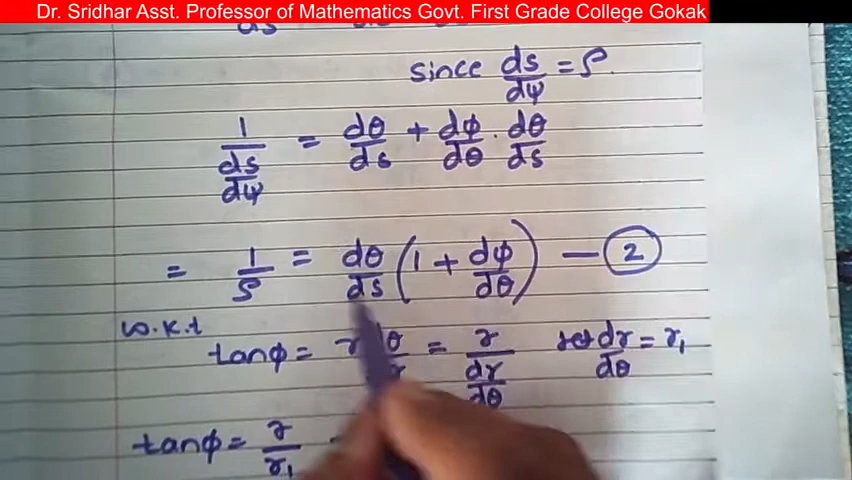 Dr. Sridhar Asst. Professor of Mathematics Govt. First Grade College Gokak
since ds/dψ = ρ.
1/(ds/dψ) = dθ/ds + dφ/dθ · dθ/ds
= 1/ρ = dθ/ds (1 + dφ/dθ) — 2
w.k.t
tanφ = = r/(dr/dθ) dr/dθ = r₁
tanφ = r/r₁